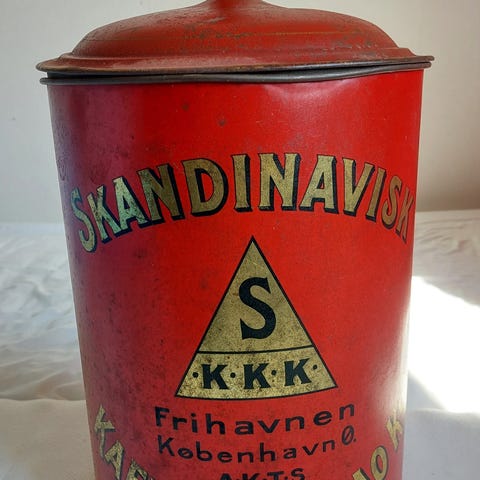 SKANDINAVISK
S
·K·K·K·
Frihavnen
København Ø.
A.K.T.S